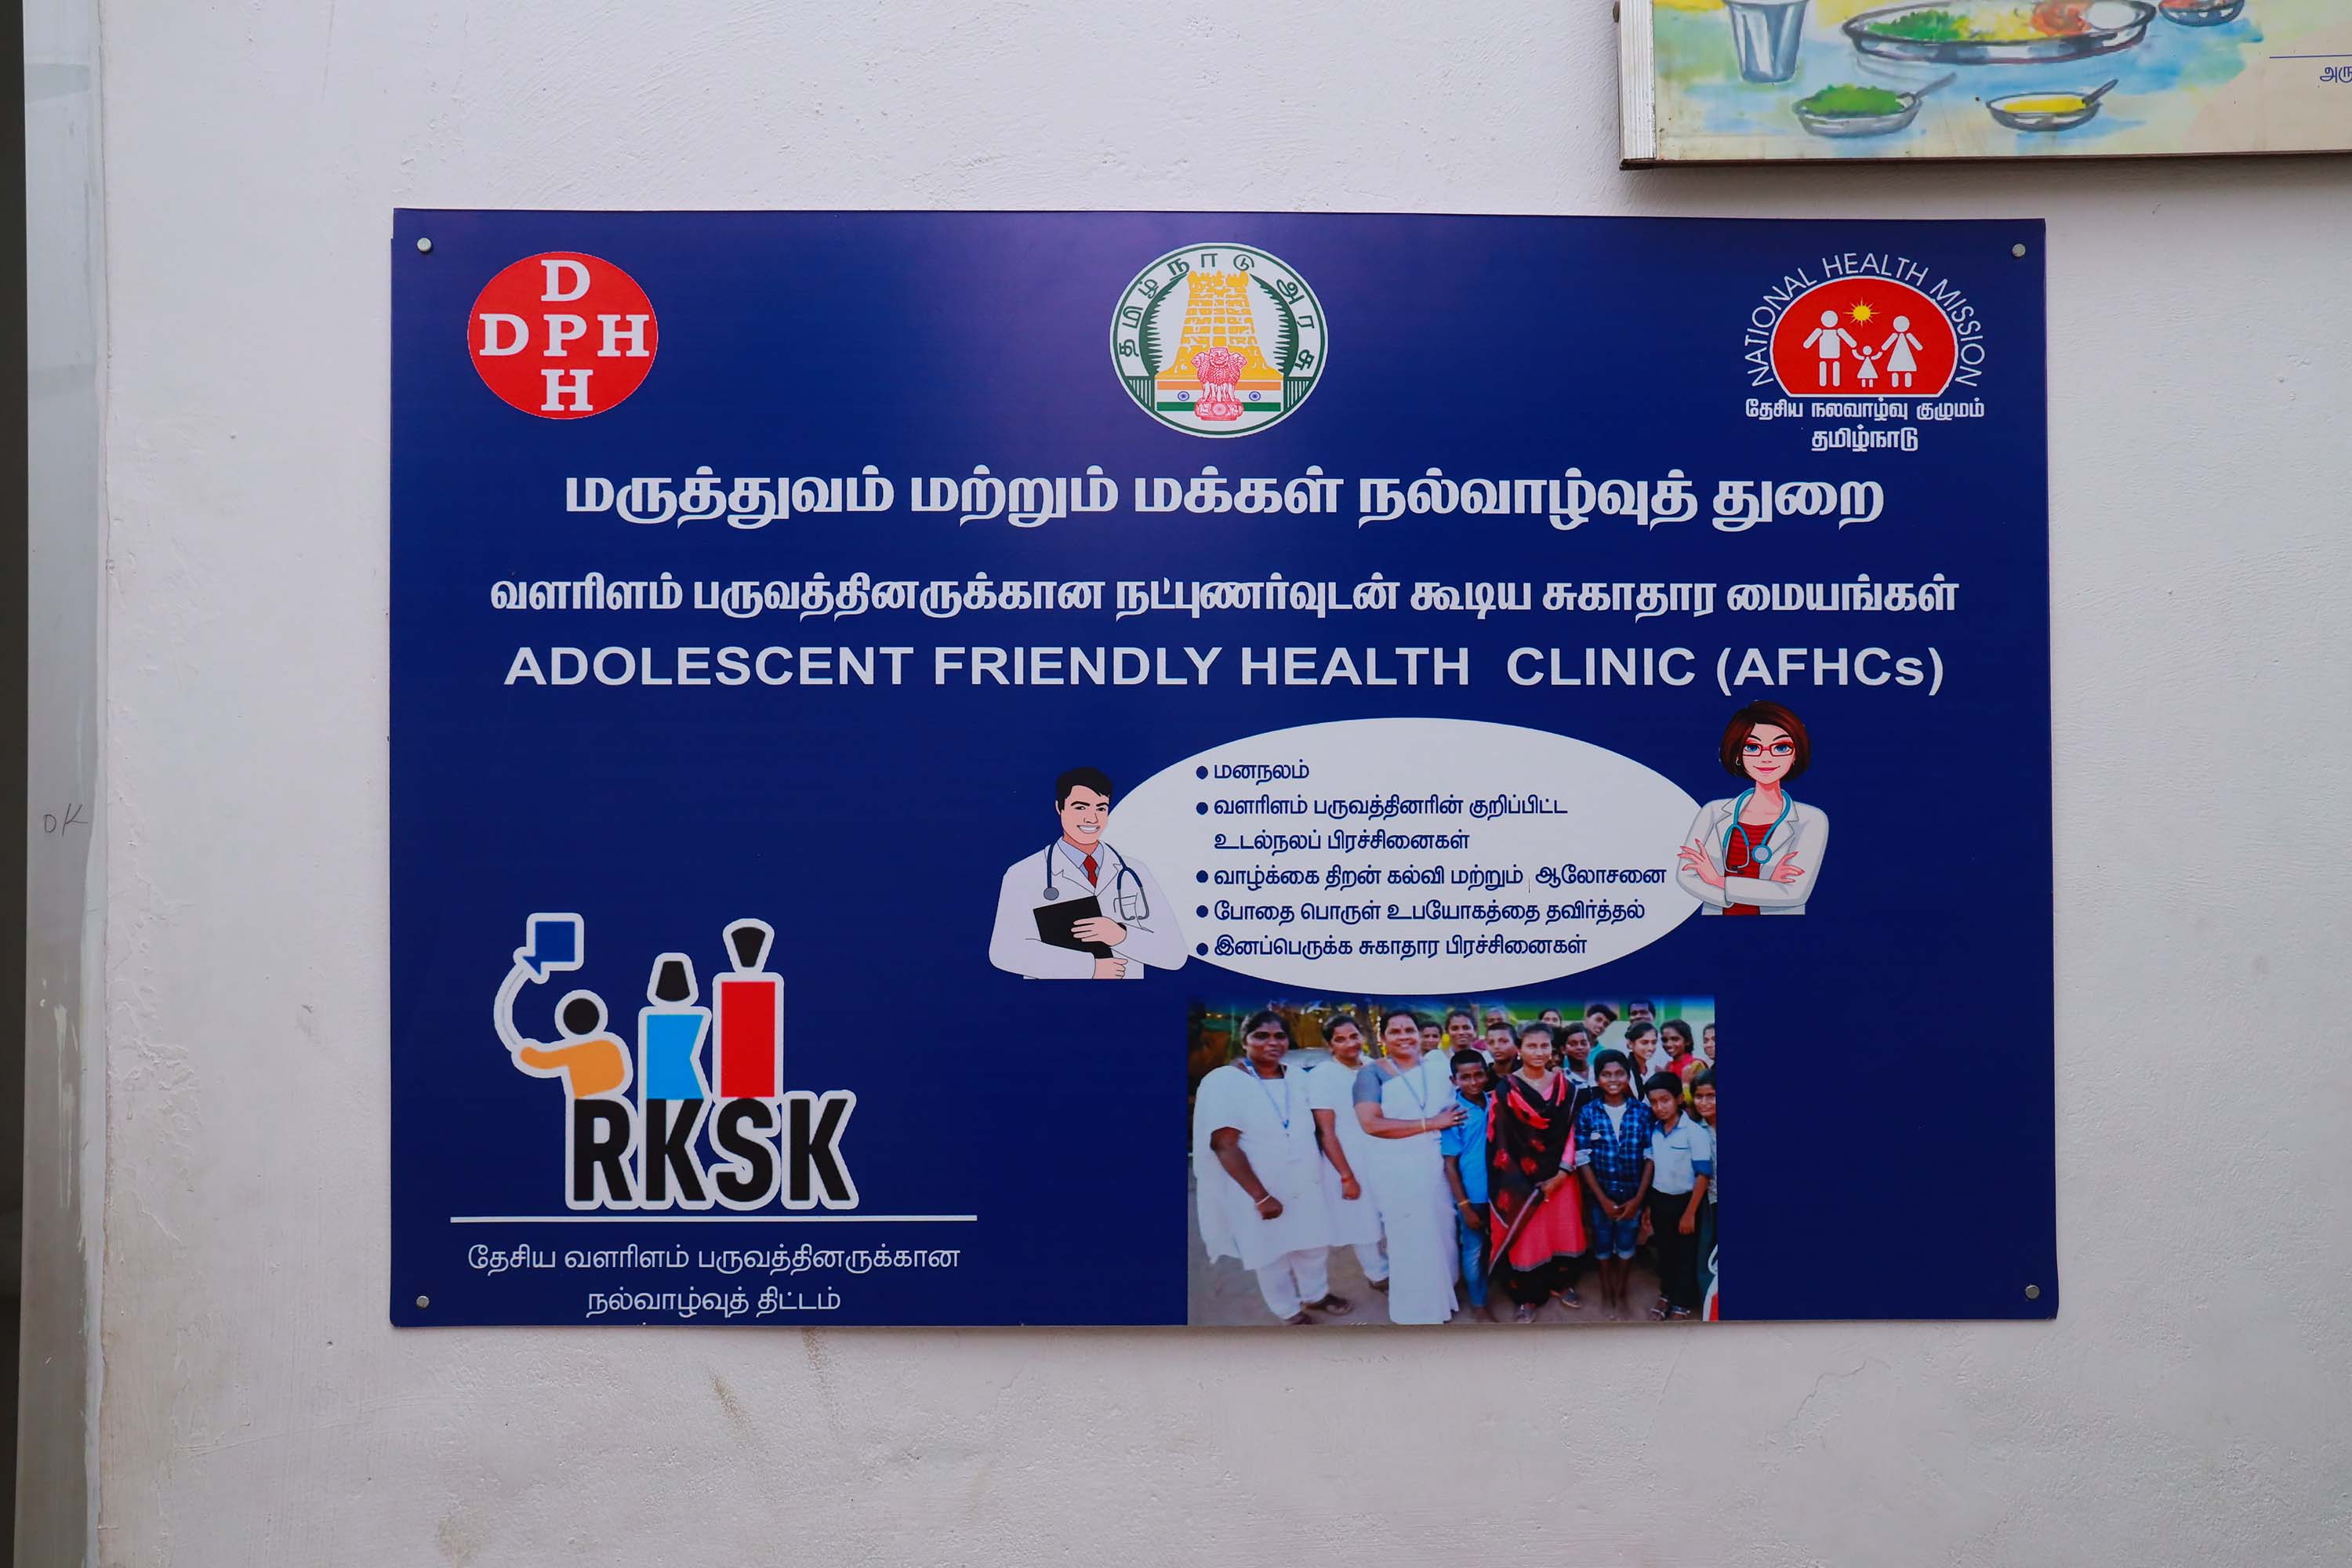 D
DPH
H
தமிழ்நாடு அரசு
NATIONAL HEALTH MISSION
தேசிய நலவாழ்வு குழுமம்
தமிழ்நாடு
மருத்துவம் மற்றும் மக்கள் நல்வாழ்வுத் துறை
வளரிளம் பருவத்தினருக்கான நட்புணர்வுடன் கூடிய சுகாதார மையங்கள்
ADOLESCENT FRIENDLY HEALTH CLINIC (AFHCs)
• மனநலம்
• வளரிளம் பருவத்தினரின் குறிப்பிட்ட
உடல்நலப் பிரச்சினைகள்
• வாழ்க்கை திறன் கல்வி மற்றும் ஆலோசனை
• போதை பொருள் உபயோகத்தை தவிர்த்தல்
• இனப்பெருக்க சுகாதார பிரச்சினைகள்
RKSK
தேசிய வளரிளம் பருவத்தினருக்கான
நல்வாழ்வுத் திட்டம்
OK